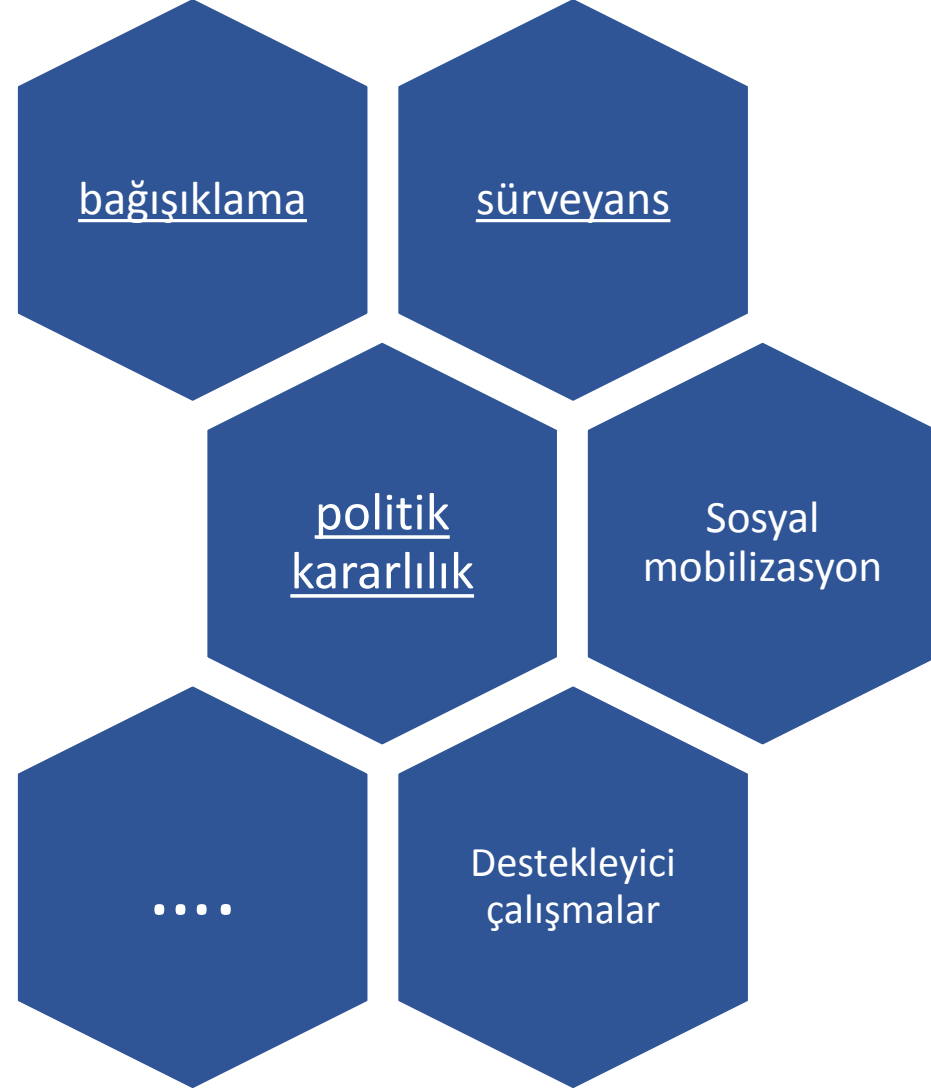 bağışıklama
sürveyans
politik
kararlılık
Sosyal
mobilizasyon
....
Destekleyici
çalışmalar